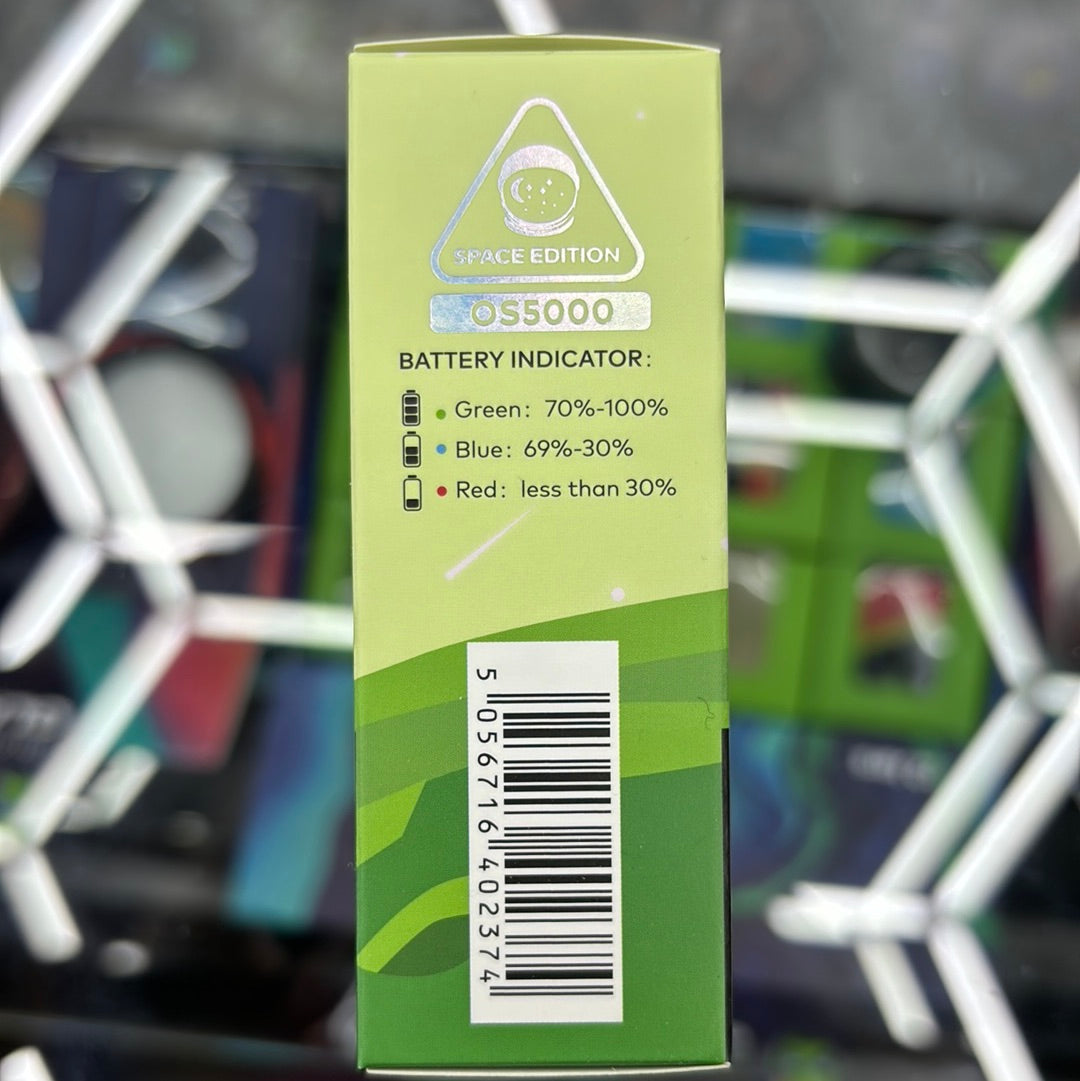 SPACE EDITION
OS5000
BATTERY INDICATOR:
Green: 70%-100%
Blue: 69%-30%
Red: less than 30%
5 056716 402374